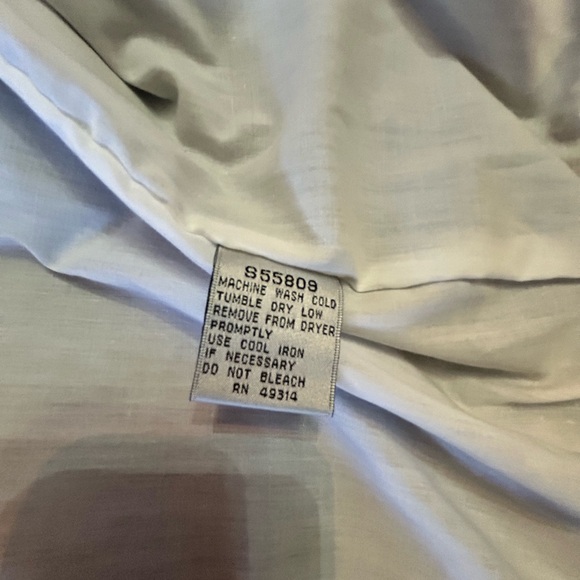 S55809
MACHINE WASH COLD
TUMBLE DRY LOW
REMOVE FROM DRYER
PROMPTLY
USE COOL IRON
IF NECESSARY
DO NOT BLEACH
RN 49314